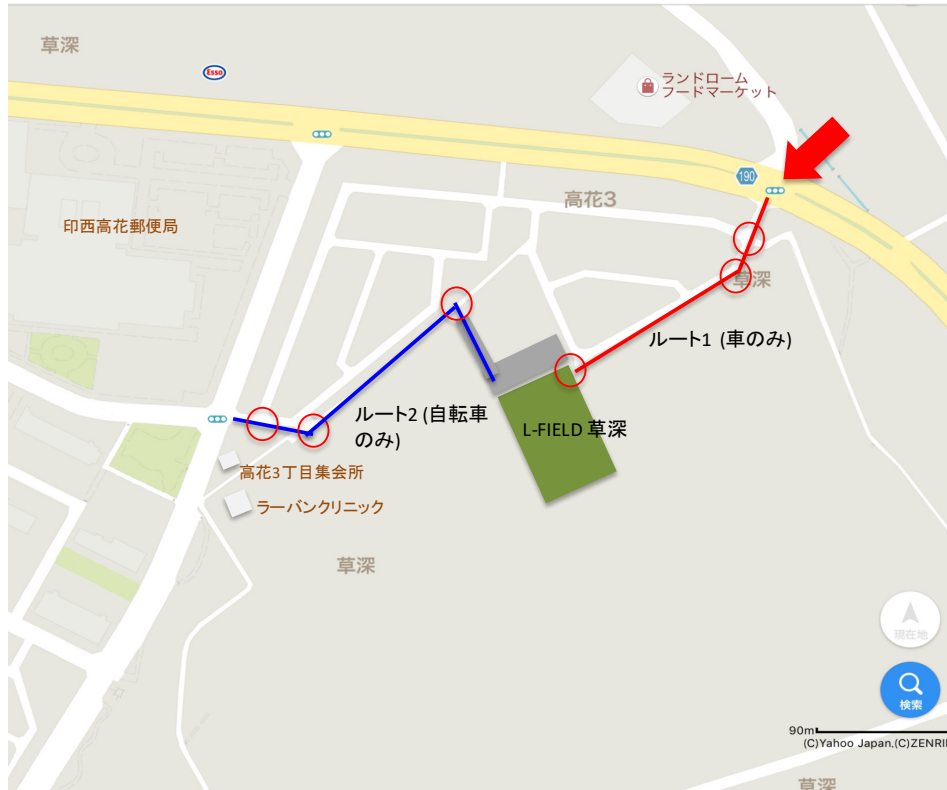 草深
Esso
ランドローム
フードマーケット
190
高花3
印西高花郵便局
草深
ルート1 (車のみ)
ルート2 (自転車
のみ)
L-FIELD 草深
高花3丁目集会所
ラーバンクリニック
草深
現在地
検索
90m
(C)Yahoo Japan,(C)ZENRI
草深